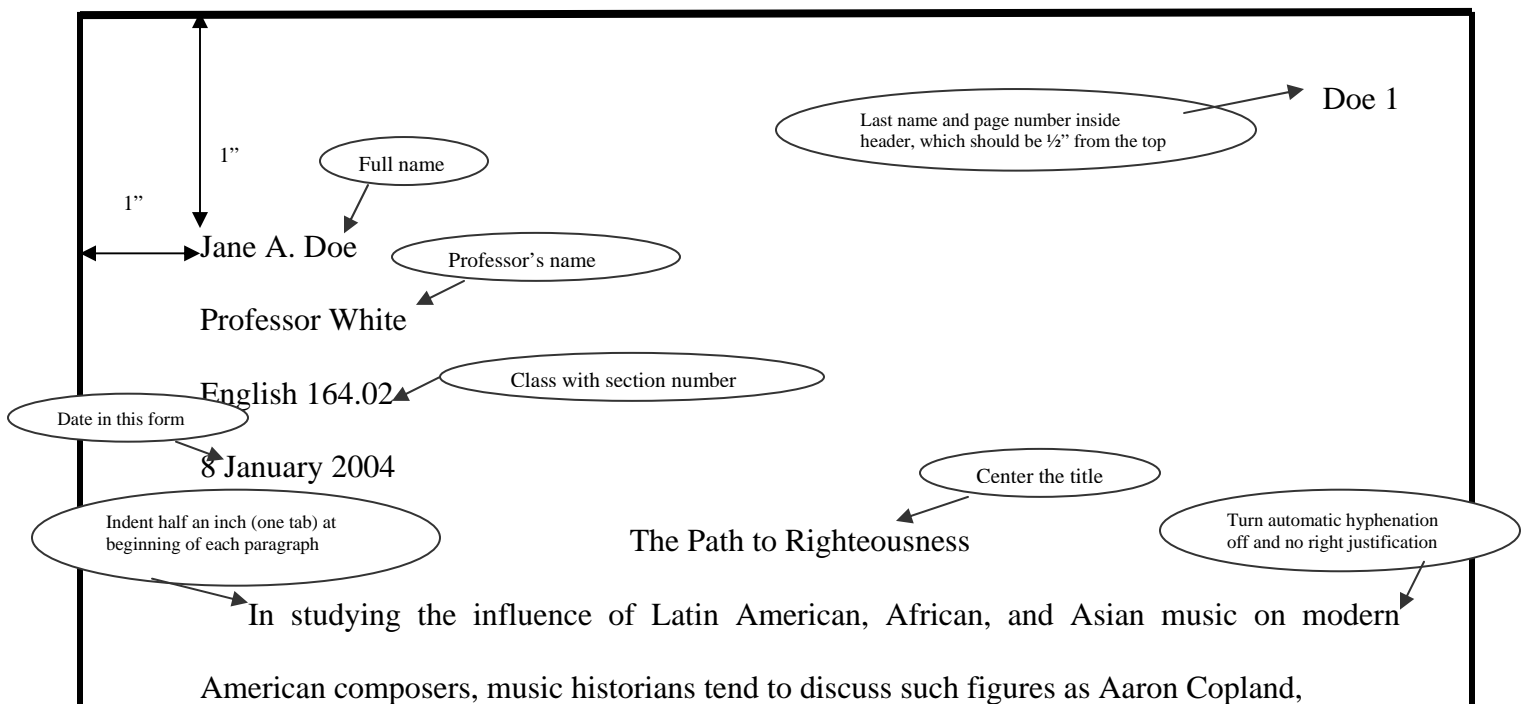 Doe 1
Last name and page number inside
header, which should be ½” from the top
1”
Full name
1”
Jane A. Doe
Professor’s name
Professor White
Class with section number
English 164.02
Date in this form
8 January 2004
Center the title
Indent half an inch (one tab) at
beginning of each paragraph
Turn automatic hyphenation
off and no right justification
The Path to Righteousness
In studying the influence of Latin American, African, and Asian music on modern
American composers, music historians tend to discuss such figures as Aaron Copland,